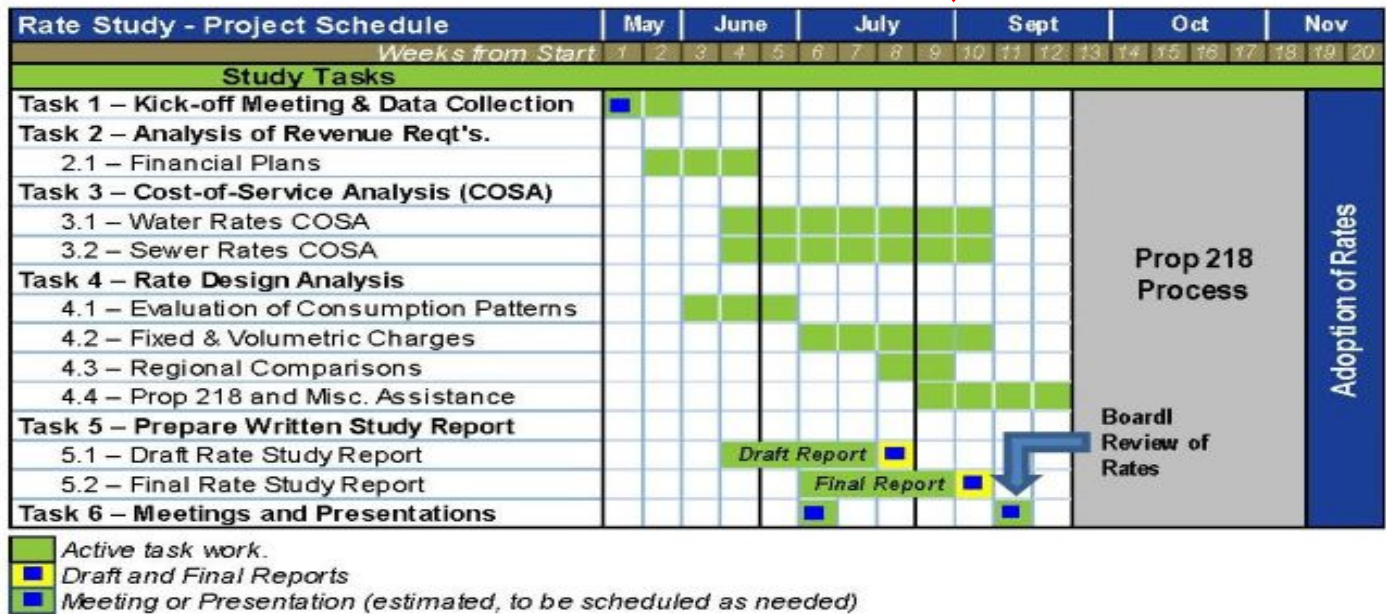 Rate Study - Project Schedule May June July Sept Oct Nov
Weeks from Start 1 2 3 4 5 6 7 8 9 10 11 12 13 14 15 16 17 18 19 20
Study Tasks
Task 1 – Kick-off Meeting & Data Collection
Task 2 – Analysis of Revenue Reqt's.
2.1 – Financial Plans
Task 3 – Cost-of-Service Analysis (COSA)
3.1 – Water Rates COSA
3.2 – Sewer Rates COSA
Task 4 – Rate Design Analysis
4.1 – Evaluation of Consumption Patterns
4.2 – Fixed & Volumetric Charges
4.3 – Regional Comparisons
4.4 – Prop 218 and Misc. Assistance
Task 5 – Prepare Written Study Report
5.1 – Draft Rate Study Report Draft Report
5.2 – Final Rate Study Report Final Report
Task 6 – Meetings and Presentations
Prop 218
Process
Boardl
Review of
Rates
Adoption of Rates
Active task work.
Draft and Final Reports
Meeting or Presentation (estimated, to be scheduled as needed)